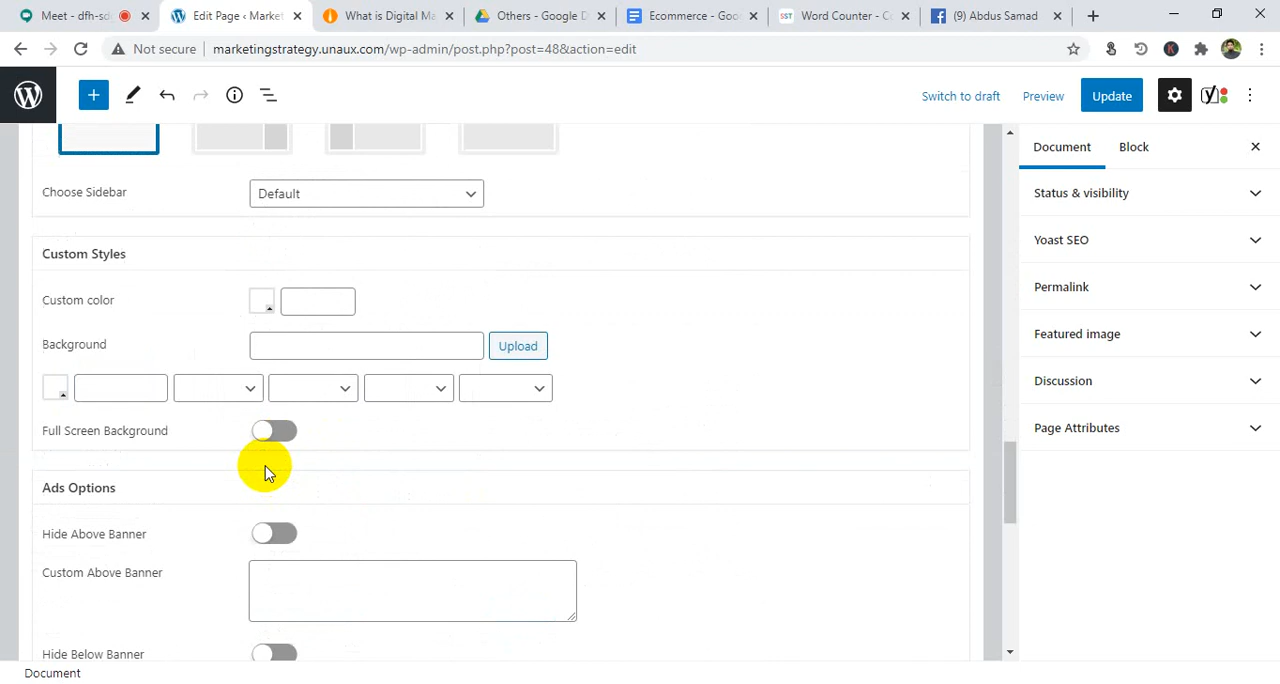 Meet - dfh-sd
Edit Page ‹ Market
What is Digital Ma
Others - Google D
Ecommerce - Goo
SST
Word Counter - C
(9) Abdus Samad
Not secure
marketingstrategy.unaux.com/wp-admin/post.php?post=48&action=edit
K
Switch to draft
Preview
Update
Document
Block
Choose Sidebar
Default
Status & visibility
Custom Styles
Yoast SEO
Custom color
Permalink
Background
Upload
Featured image
Discussion
Full Screen Background
Page Attributes
Ads Options
Hide Above Banner
Custom Above Banner
Hide Below Banner
Document